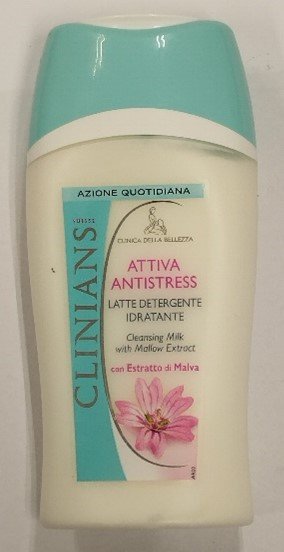 AZIONE QUOTIDIANA
CLINIANS
CLINICA DELLA BELLEZZA
ATTIVA
ANTISTRESS
LATTE DETERGENTE
IDRATANTE
Cleansing Milk
with Mallow Extract
con Estratto di Malva